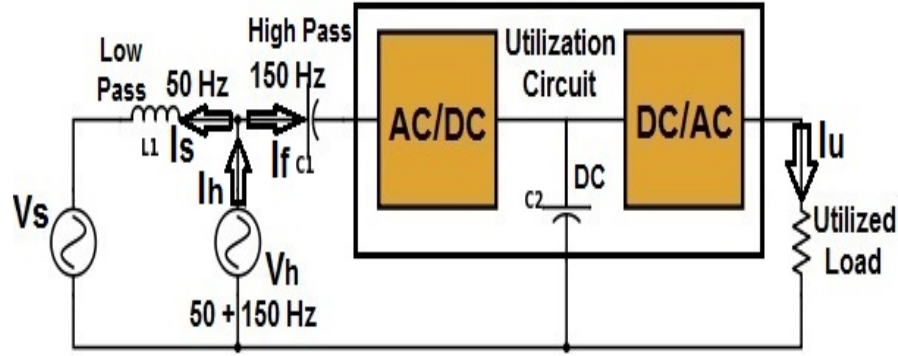 Low
Pass
50 Hz
High Pass
150 Hz
Utilization
Circuit
AC/DC
DC/AC
L1
Is
If
C1
Ih
Iu
Vs
Vh
50 + 150 Hz
C2
DC
Utilized
Load